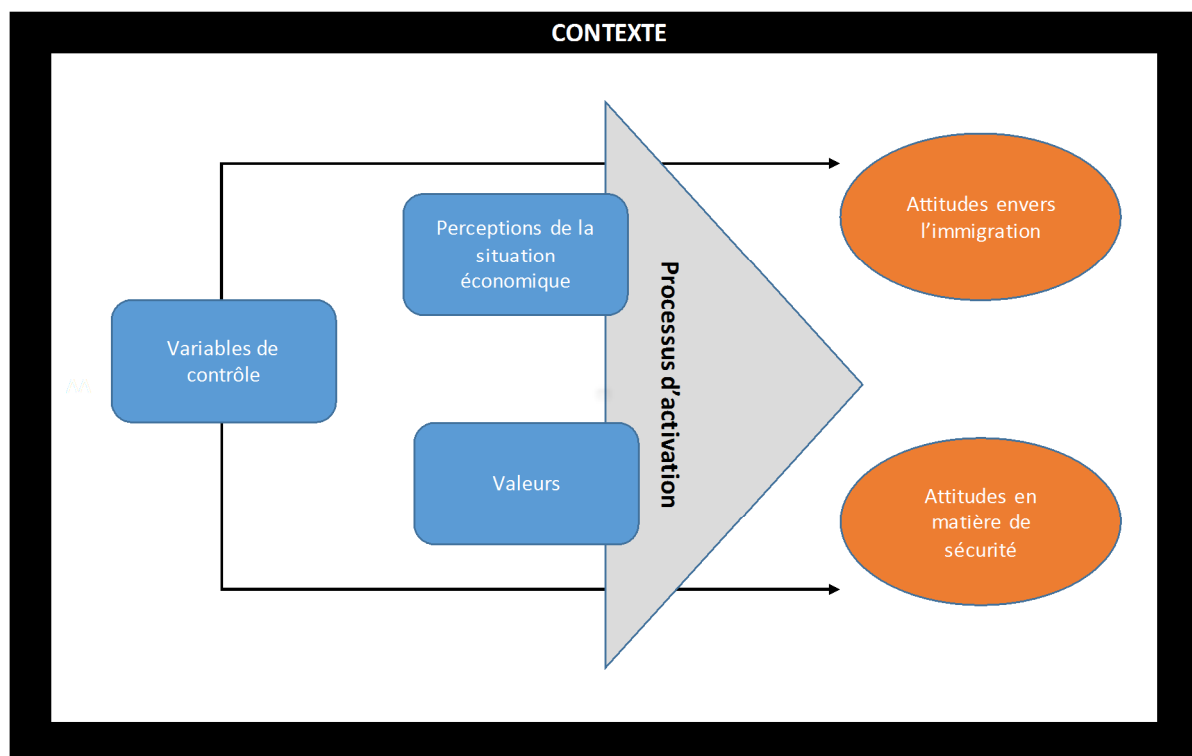 CONTEXTE
Perceptions de la
situation
économique
Variables de
contrôle
Valeurs
Processus d’activation
Attitudes envers
l’immigration
Attitudes en
matière de
sécurité